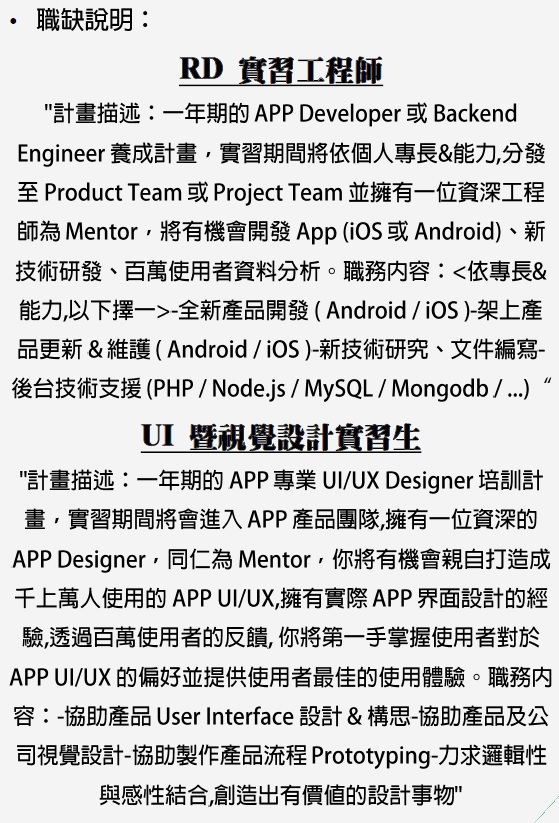 • 職缺說明：
RD 實習工程師
"計畫描述：一年期的 APP Developer 或 Backend
Engineer 養成計畫，實習期間將依個人專長&能力,分發
至 Product Team 或 Project Team 並擁有一位資深工程
師為 Mentor，將有機會開發 App (iOS 或 Android)、新
技術研發、百萬使用者資料分析。職務內容：<依專長&
能力,以下擇一>-全新產品開發 ( Android / iOS )-架上產
品更新 & 維護 ( Android / iOS )-新技術研究、文件編寫-
後台技術支援 (PHP / Node.js / MySQL / Mongodb / ...) “
UI 暨視覺設計實習生
"計畫描述：一年期的 APP 專業 UI/UX Designer 培訓計
畫，實習期間將會進入 APP 產品團隊,擁有一位資深的
APP Designer，同仁為 Mentor，你將有機會親自打造成
千上萬人使用的 APP UI/UX,擁有實際 APP 界面設計的經
驗,透過百萬使用者的反饋, 你將第一手掌握使用者對於
APP UI/UX 的偏好並提供使用者最佳的使用體驗。職務內
容：-協助產品 User Interface 設計 & 構思-協助產品及公
司視覺設計-協助製作產品流程 Prototyping-力求邏輯性
與感性結合,創造出有價值的設計事物"